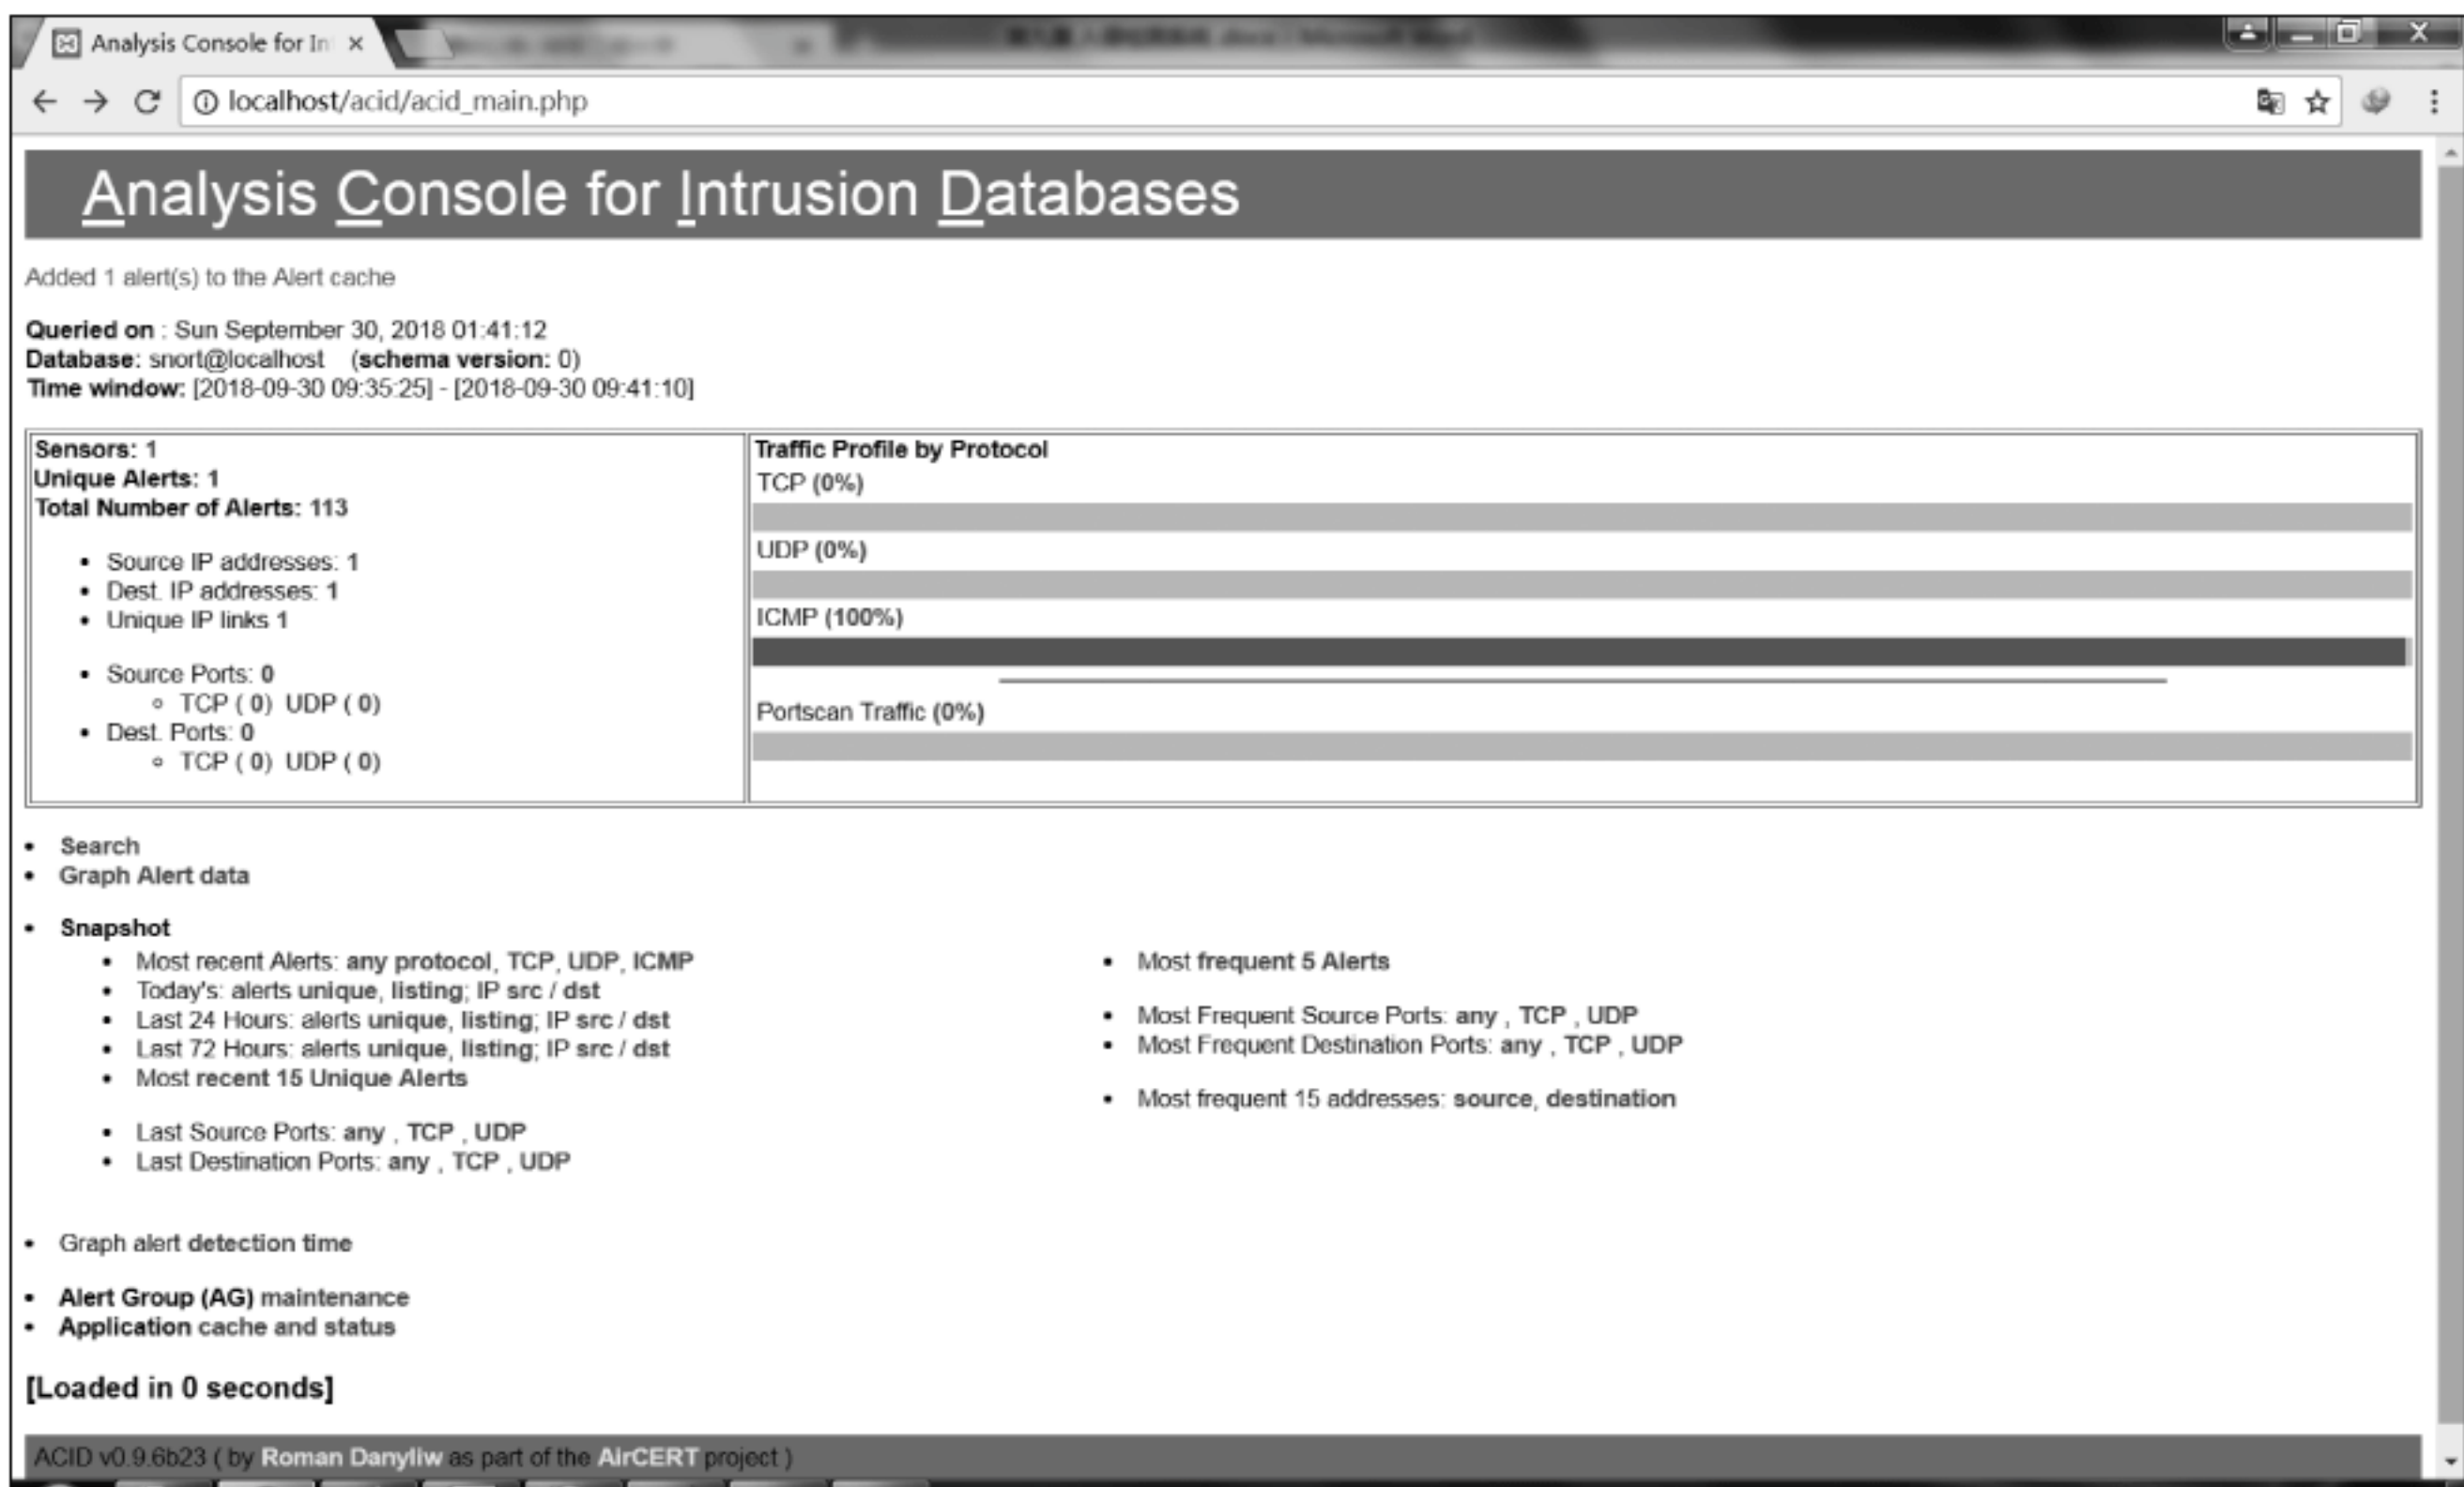 Analysis Console for In
localhost/acid/acid_main.php
Analysis Console for Intrusion Databases
Added 1 alert(s) to the Alert cache
Queried on : Sun September 30, 2018 01:41:12
Database: snort@localhost (schema version: 0)
Time window: [2018-09-30 09:35:25] - [2018-09-30 09:41:10]
Sensors: 1
Unique Alerts: 1
Total Number of Alerts: 113
• Source IP addresses: 1
• Dest. IP addresses: 1
• Unique IP links 1
• Source Ports: 0
◦ TCP ( 0) UDP ( 0)
• Dest. Ports: 0
◦ TCP ( 0) UDP ( 0)
Traffic Profile by Protocol
TCP (0%)
UDP (0%)
ICMP (100%)
Portscan Traffic (0%)
• Search
• Graph Alert data
• Snapshot
• Most recent Alerts: any protocol, TCP, UDP, ICMP
• Today's: alerts unique, listing; IP src / dst
• Last 24 Hours: alerts unique, listing; IP src / dst
• Last 72 Hours: alerts unique, listing; IP src / dst
• Most recent 15 Unique Alerts
• Last Source Ports: any , TCP , UDP
• Last Destination Ports: any , TCP , UDP
• Most frequent 5 Alerts
• Most Frequent Source Ports: any , TCP , UDP
• Most Frequent Destination Ports: any , TCP , UDP
• Most frequent 15 addresses: source, destination
• Graph alert detection time
• Alert Group (AG) maintenance
• Application cache and status
[Loaded in 0 seconds]
ACID v0.9.6b23 ( by Roman Danyliw as part of the AirCERT project )